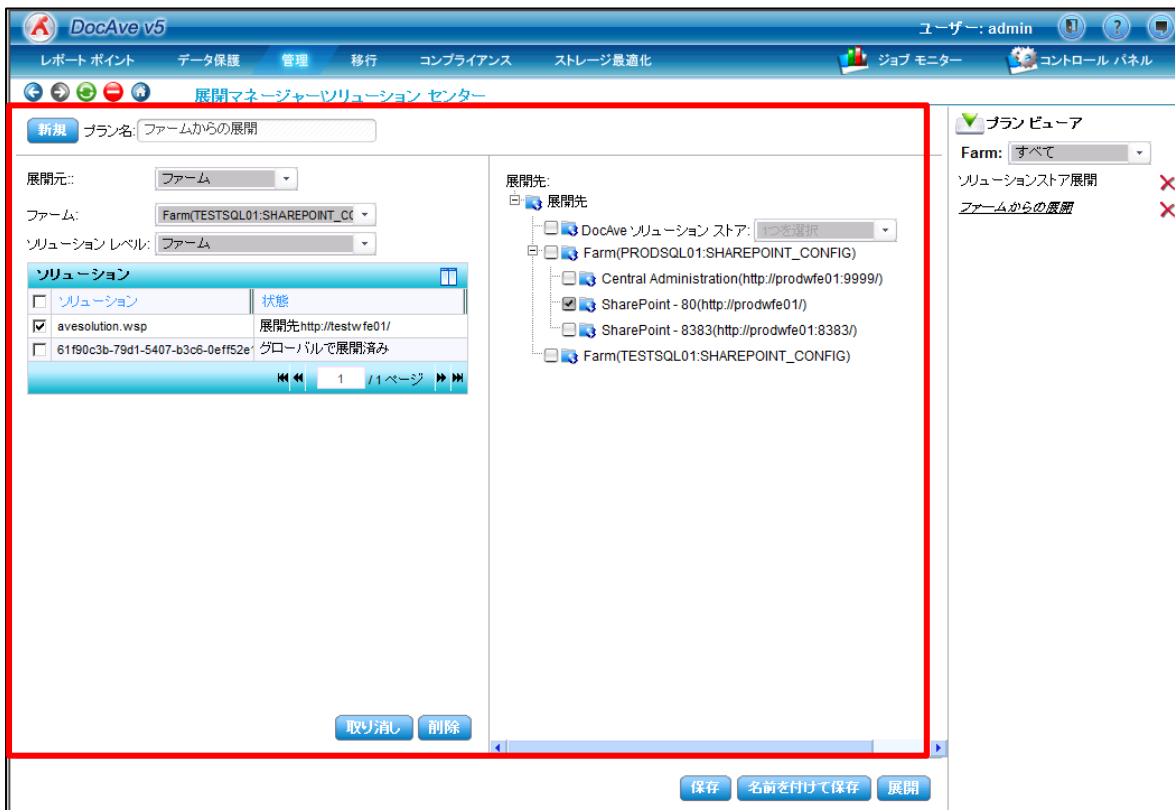 DocAve v5
ユーザー: admin
レポート ポイント データ保護 管理 移行 コンプライアンス ストレージ最適化 ジョブ モニター コントロール パネル
展開マネージャー\ソリューション センター
新規 プラン名: ファームからの展開
展開元::
ファーム
ファーム:
Farm(TESTSQL01:SHAREPOINT_CC
ソリューション レベル: ファーム
ソリューション
ソリューション 状態
avesolution.wsp 展開先http://testwfe01/
61f90c3b-79d1-5407-b3c6-0eff52e1 グローバルで展開済み
1 /1 ページ
取り消し 削除
展開先:
展開先
DocAve ソリューション ストア: 1つを選択
Farm(PRODSQL01:SHAREPOINT_CONFIG)
Central Administration(http://prodwfe01:9999/)
SharePoint - 80(http://prodwfe01/)
SharePoint - 8383(http://prodwfe01:8383/)
Farm(TESTSQL01:SHAREPOINT_CONFIG)
保存 名前を付けて保存 展開
プラン ビューア
Farm: すべて
ソリューションストア展開
ファームからの展開